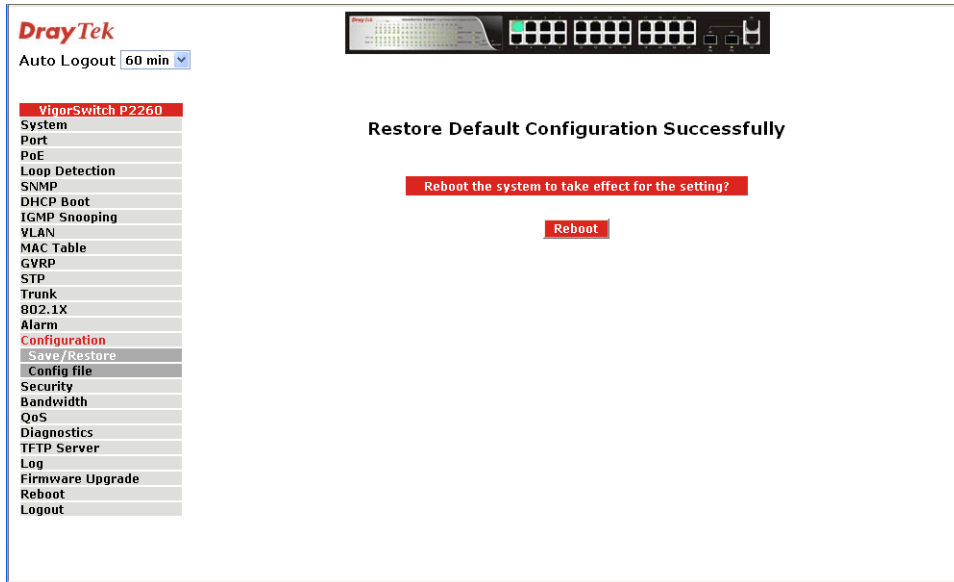 DrayTek
Auto Logout 60 min
VigorSwitch P2260
System
Port
PoE
Loop Detection
SNMP
DHCP Boot
IGMP Snooping
VLAN
MAC Table
GVRP
STP
Trunk
802.1X
Alarm
Configuration
Save/Restore
Config file
Security
Bandwidth
QoS
Diagnostics
TFTP Server
Log
Firmware Upgrade
Reboot
Logout
Restore Default Configuration Successfully
Reboot the system to take effect for the setting?
Reboot